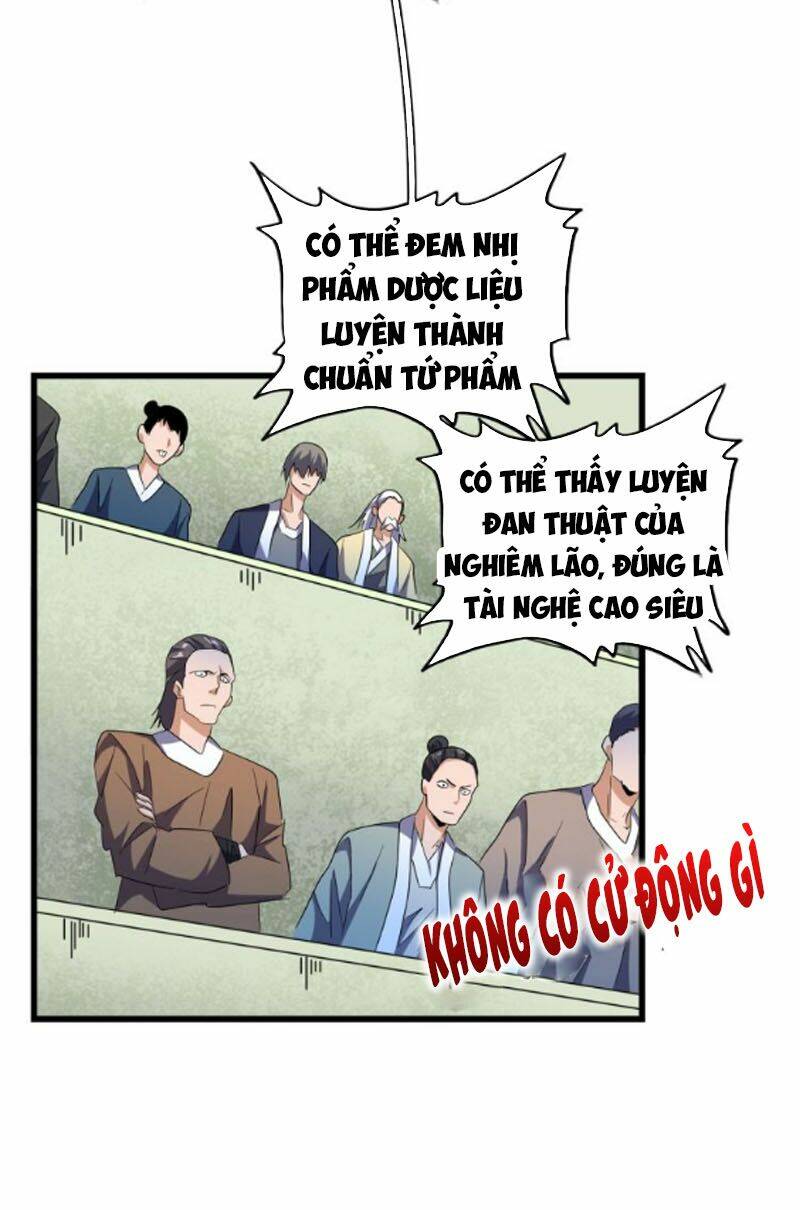 CÓ THỂ ĐEM NHỊ
PHẨM DƯỢC LIỆU
LUYỆN THÀNH
CHUẨN TỨ PHẨM
CÓ THỂ THẤY LUYỆN
ĐAN THUẬT CỦA
NGHIÊM LÃO, ĐÚNG LÀ
TÀI NGHỆ CAO SIÊU
KHÔNG CÓ CỬ ĐỘNG GÌ